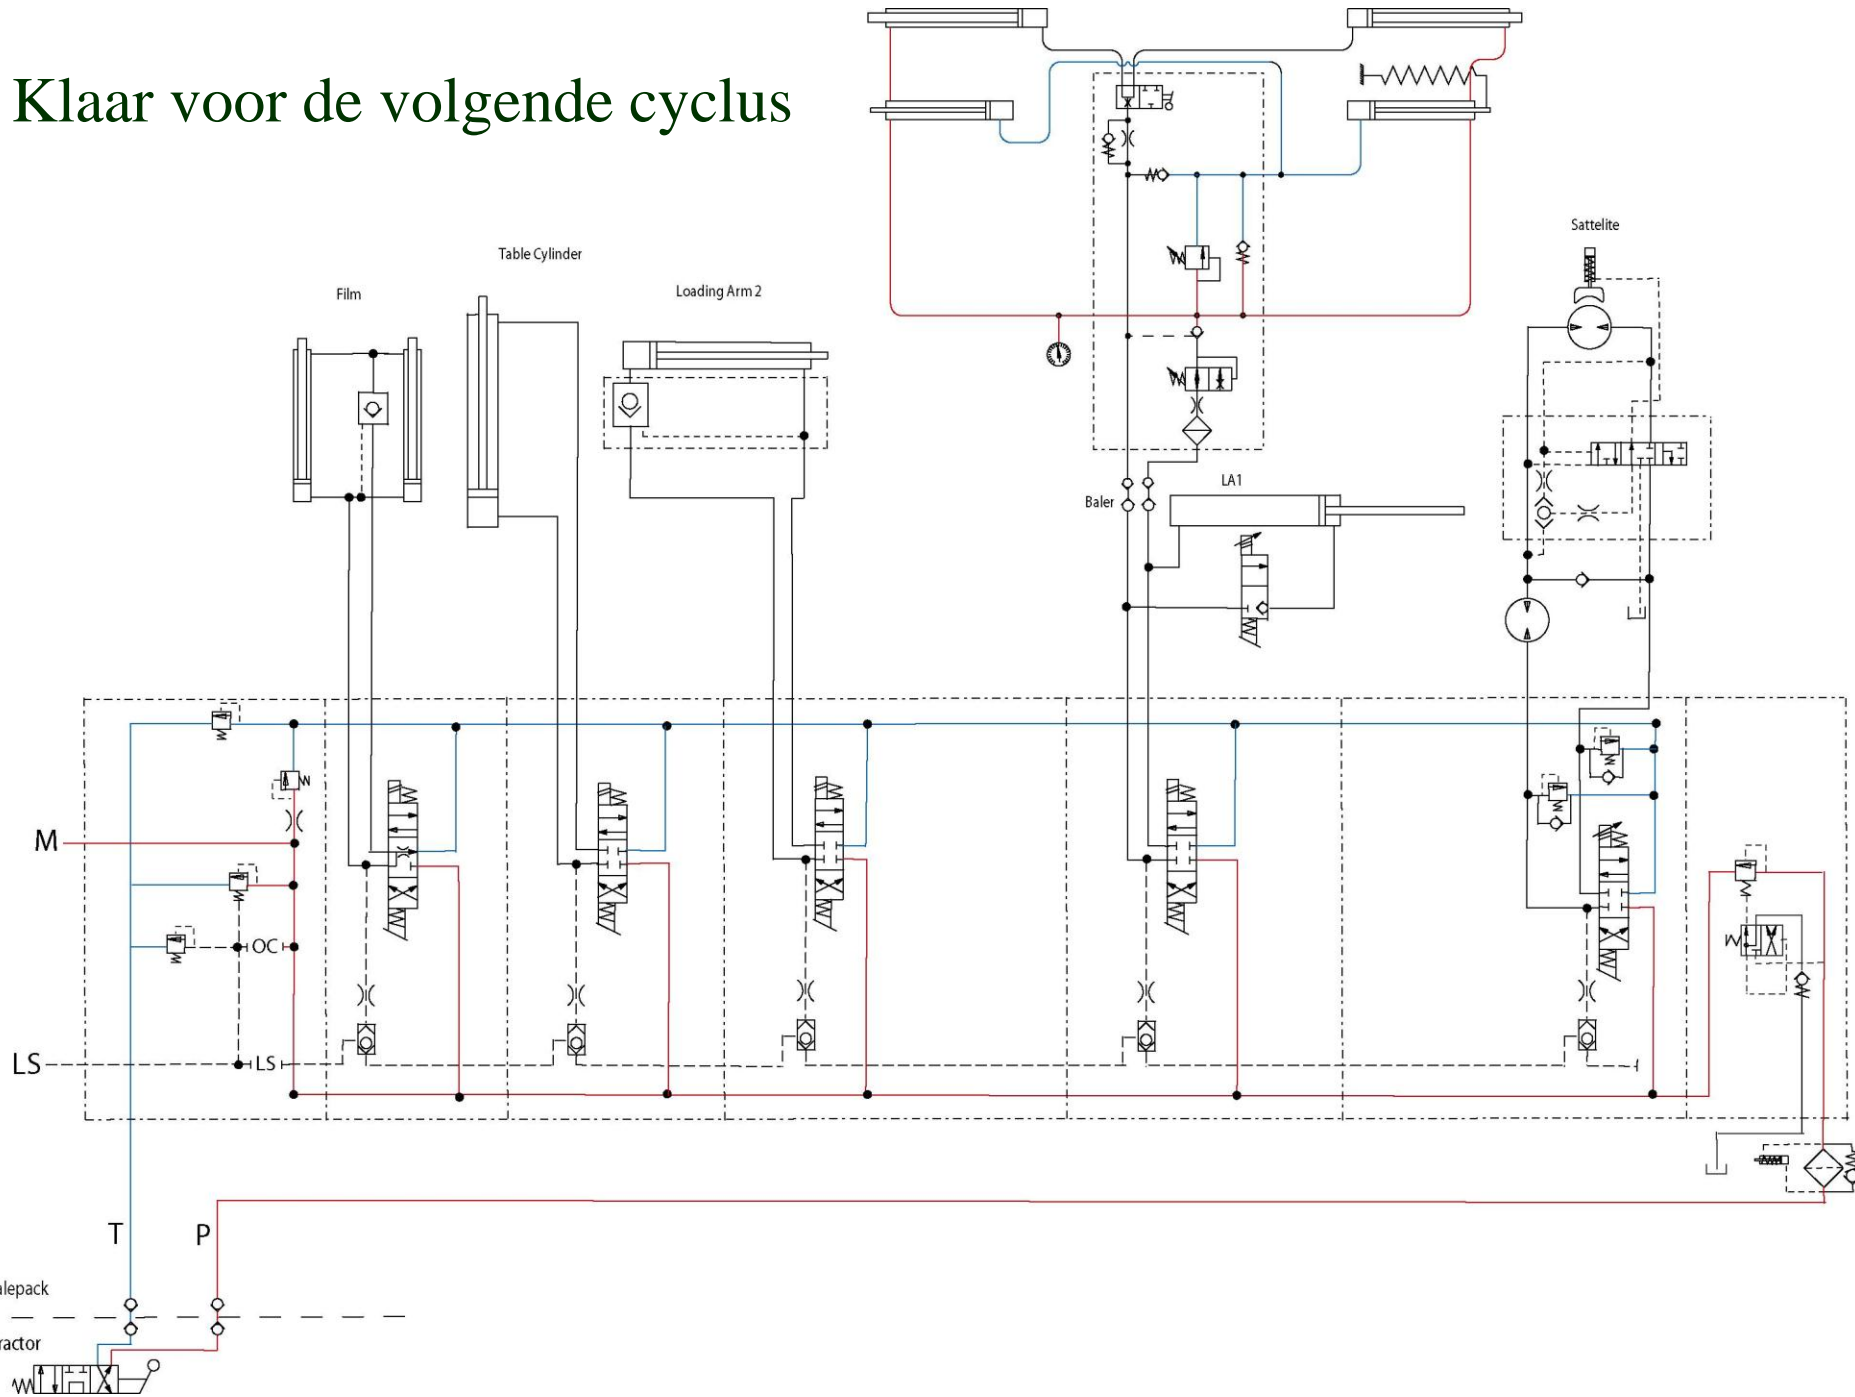 Klaar voor de volgende cyclus
Sattelite
Table Cylinder
Film
Loading Arm 2
LA1
Baler
M
OC
LS
LS
T
P
alepack
ractor